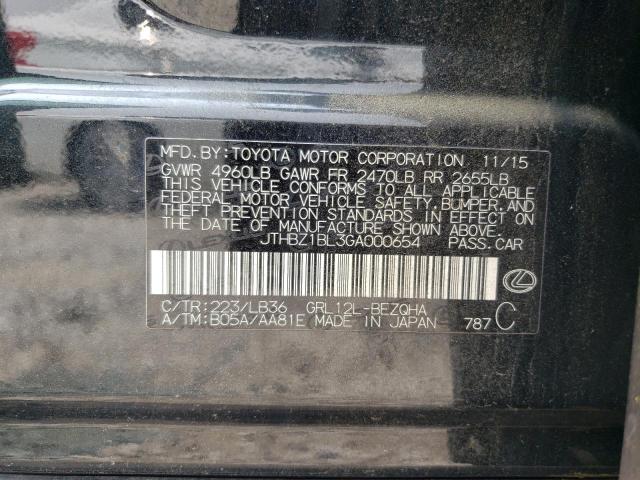 MFD. BY: TOYOTA MOTOR CORPORATION 11/15
GVWR 4960LB GAWR FR 2470LB RR 2655LB
THIS VEHICLE CONFORMS TO ALL APPLICABLE
FEDERAL MOTOR VEHICLE SAFETY, BUMPER, AND
THEFT PREVENTION STANDARDS IN EFFECT ON
THE DATE OF MANUFACTURE SHOWN ABOVE.
JTHBZ1BL3GA000654 PASS.CAR
C/TR:223/LB36 GRL12L-BEZQHA
A/TM:B05A/AA81E MADE IN JAPAN 787 C